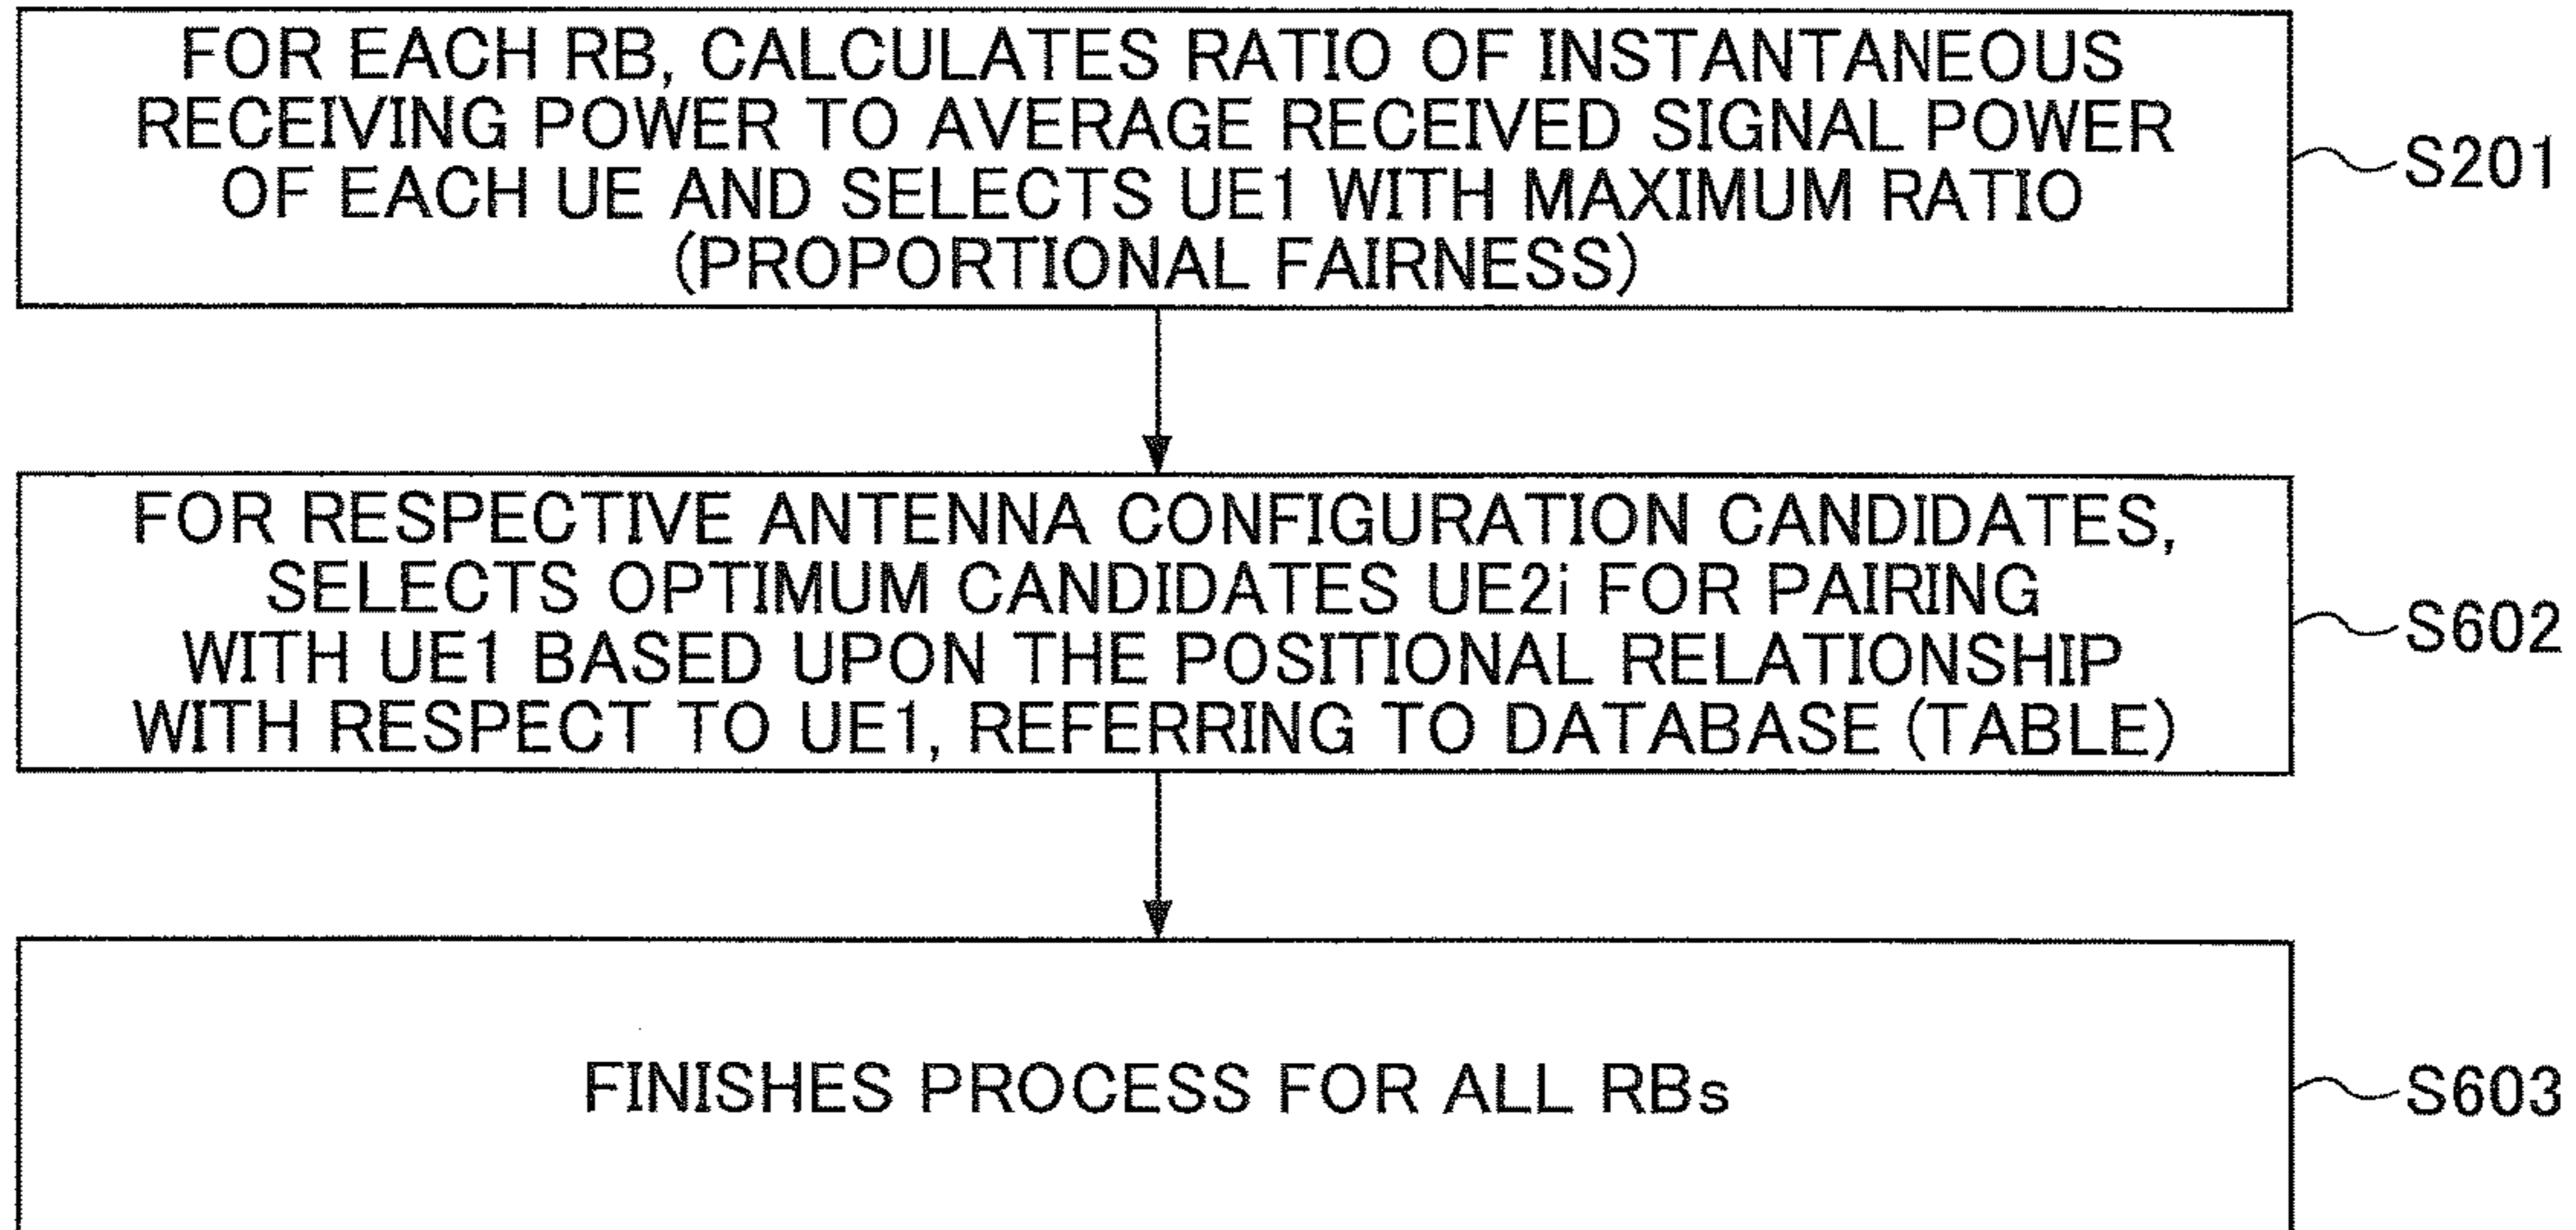 FOR EACH RB, CALCULATES RATIO OF INSTANTANEOUS
RECEIVING POWER TO AVERAGE RECEIVED SIGNAL POWER
OF EACH UE AND SELECTS UE1 WITH MAXIMUM RATIO
(PROPORTIONAL FAIRNESS)
S201
FOR RESPECTIVE ANTENNA CONFIGURATION CANDIDATES,
SELECTS OPTIMUM CANDIDATES UE2i FOR PAIRING
WITH UE1 BASED UPON THE POSITIONAL RELATIONSHIP
WITH RESPECT TO UE1, REFERRING TO DATABASE (TABLE)
S602
FINISHES PROCESS FOR ALL RBs
S603